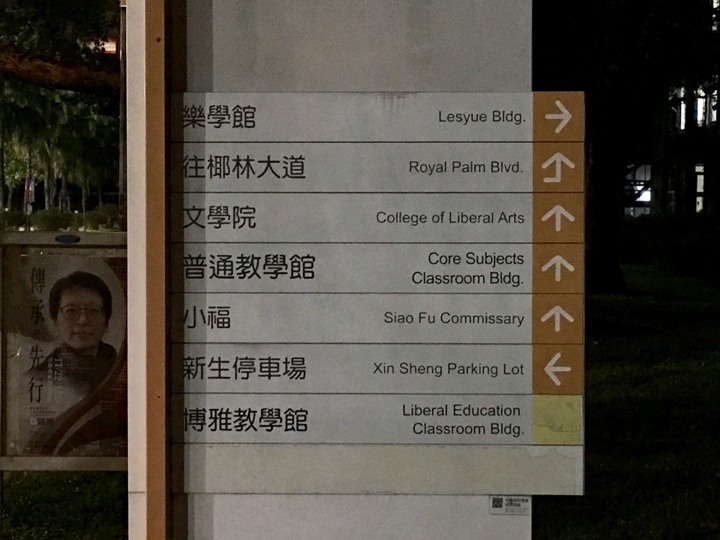 樂學館 Lesyue Bldg.
往椰林大道 Royal Palm Blvd.
文學院 College of Liberal Arts
普通教學館 Core Subjects
Classroom Bldg.
小福 Siao Fu Commissary
新生停車場 Xin Sheng Parking Lot
博雅教學館 Liberal Education
Classroom Bldg.
傳承
先行